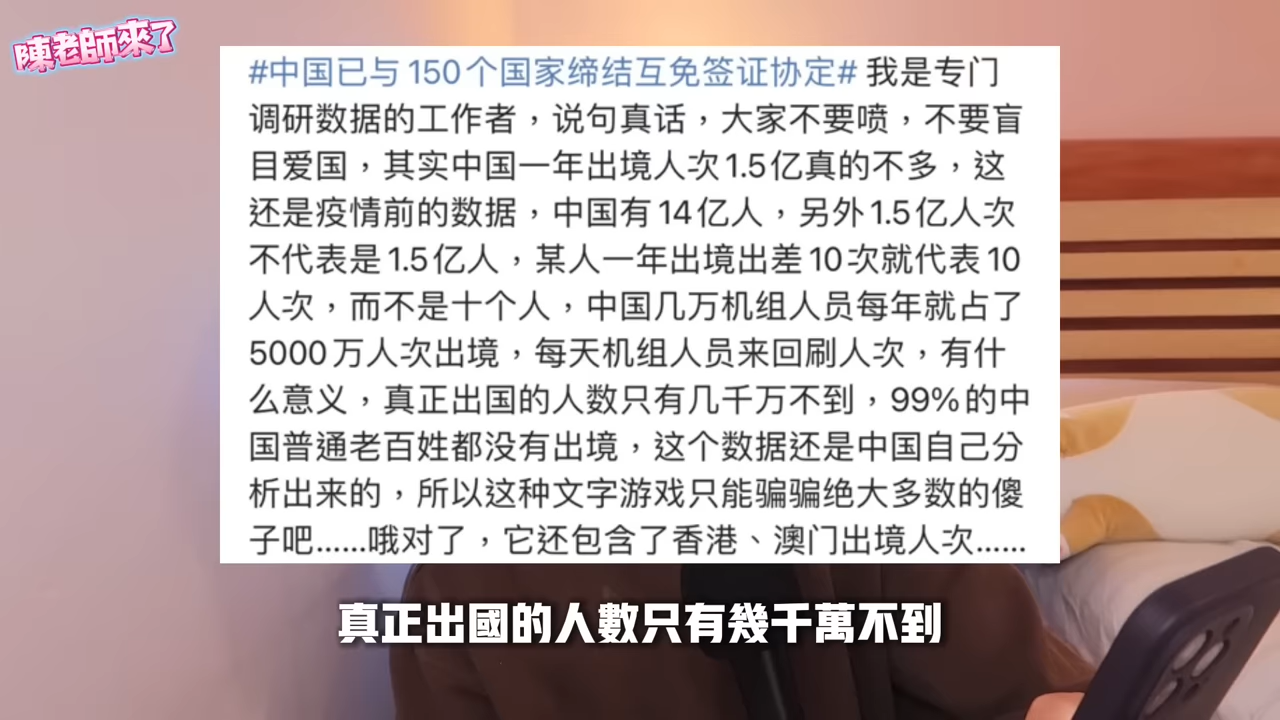 陳老師來了
#中国已与150个国家缔结互免签证协定# 我是专门
调研数据的工作者，说句真话，大家不要喷，不要盲
目爱国，其实中国一年出境人次1.5亿真的不多，这
还是疫情前的数据，中国有14亿人，另外1.5亿人次
不代表是1.5亿人，某人一年出境出差10次就代表10
人次，而不是十个人，中国几万机组人员每年就占了
5000万人次出境，每天机组人员来回刷人次，有什
么意义，真正出国的人数只有几千万不到，99%的中
国普通老百姓都没有出境，这个数据还是中国自己分
析出来的，所以这种文字游戏只能骗骗绝大多数的傻
子吧……哦对了，它还包含了香港、澳门出境人次……
真正出國的人數只有幾千萬不到